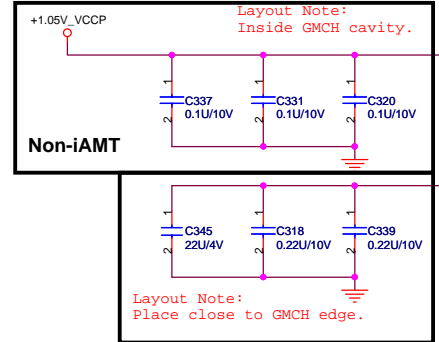 +1.05V_VCCP
Layout Note:
Inside GMCH cavity.
1 1 1
C337 C331 C320
0.1U/10V 0.1U/10V 0.1U/10V
2 2 2
Non-iAMT
1 1 1
C345 C318 C339
22U/4V 0.22U/10V 0.22U/10V
2 2 2
Layout Note:
Place close to GMCH edge.